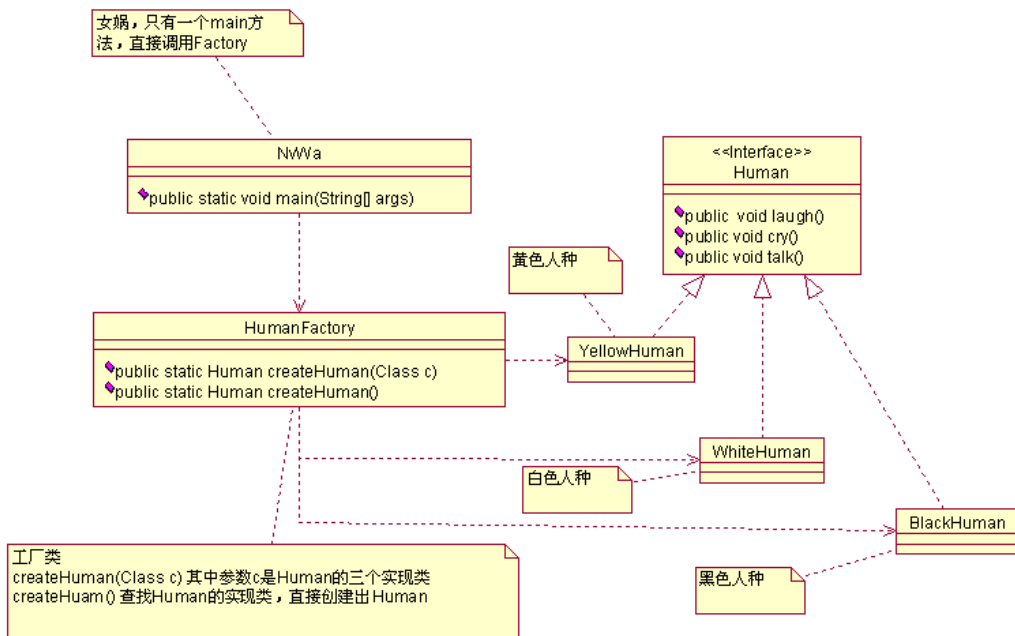 女娲，只有一个main方
法，直接调用Factory
NWVa
public static void main(String[] args)
<<Interface>>
Human
public  void laugh()
public void cry()
public void talk()
黄色人种
HumanFactory
public static Human createHuman(Class c)
public static Human createHuman()
YellowHuman
WhiteHuman
白色人种
BlackHuman
黑色人种
工厂类
createHuman(Class c) 其中参数c是Human的三个实现类
createHuam() 查找Human的实现类，直接创建出Human